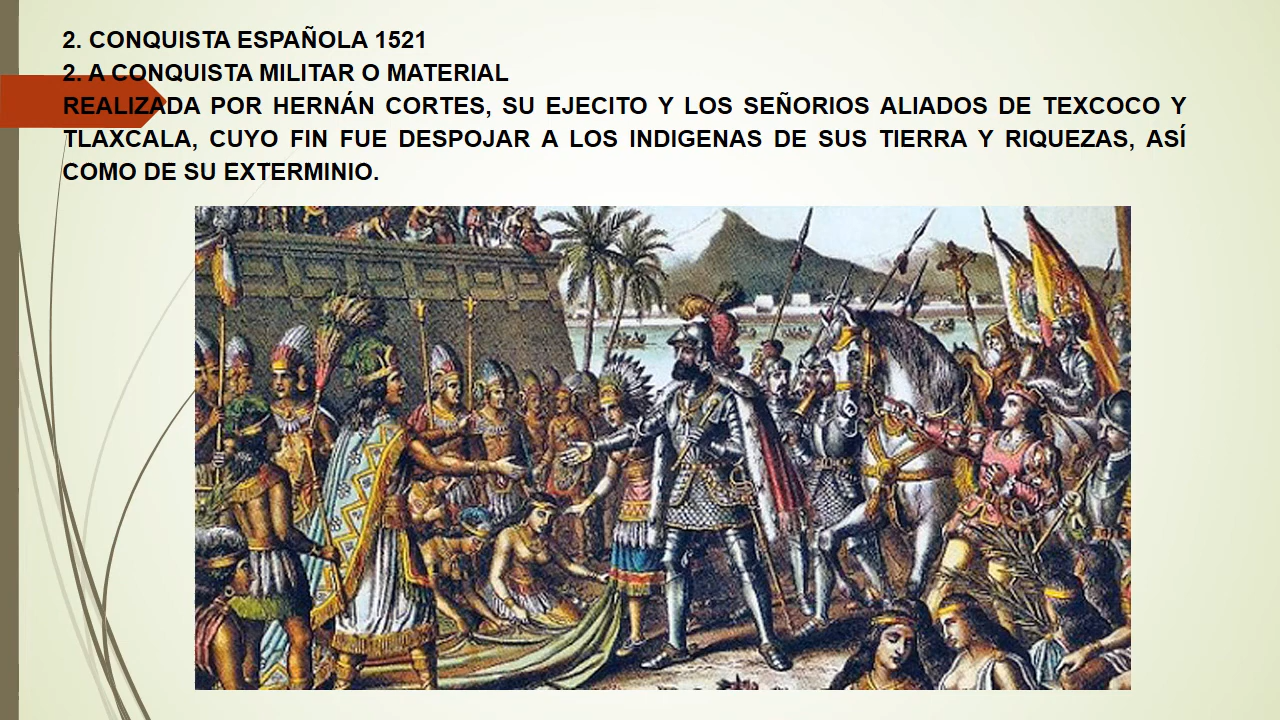 2. CONQUISTA ESPAÑOLA 1521
2. A CONQUISTA MILITAR O MATERIAL
REALIZADA POR HERNÁN CORTES, SU EJECITO Y LOS SEÑORIOS ALIADOS DE TEXCOCO Y
TLAXCALA, CUYO FIN FUE DESPOJAR A LOS INDIGENAS DE SUS TIERRA Y RIQUEZAS, ASÍ
COMO DE SU EXTERMINIO.